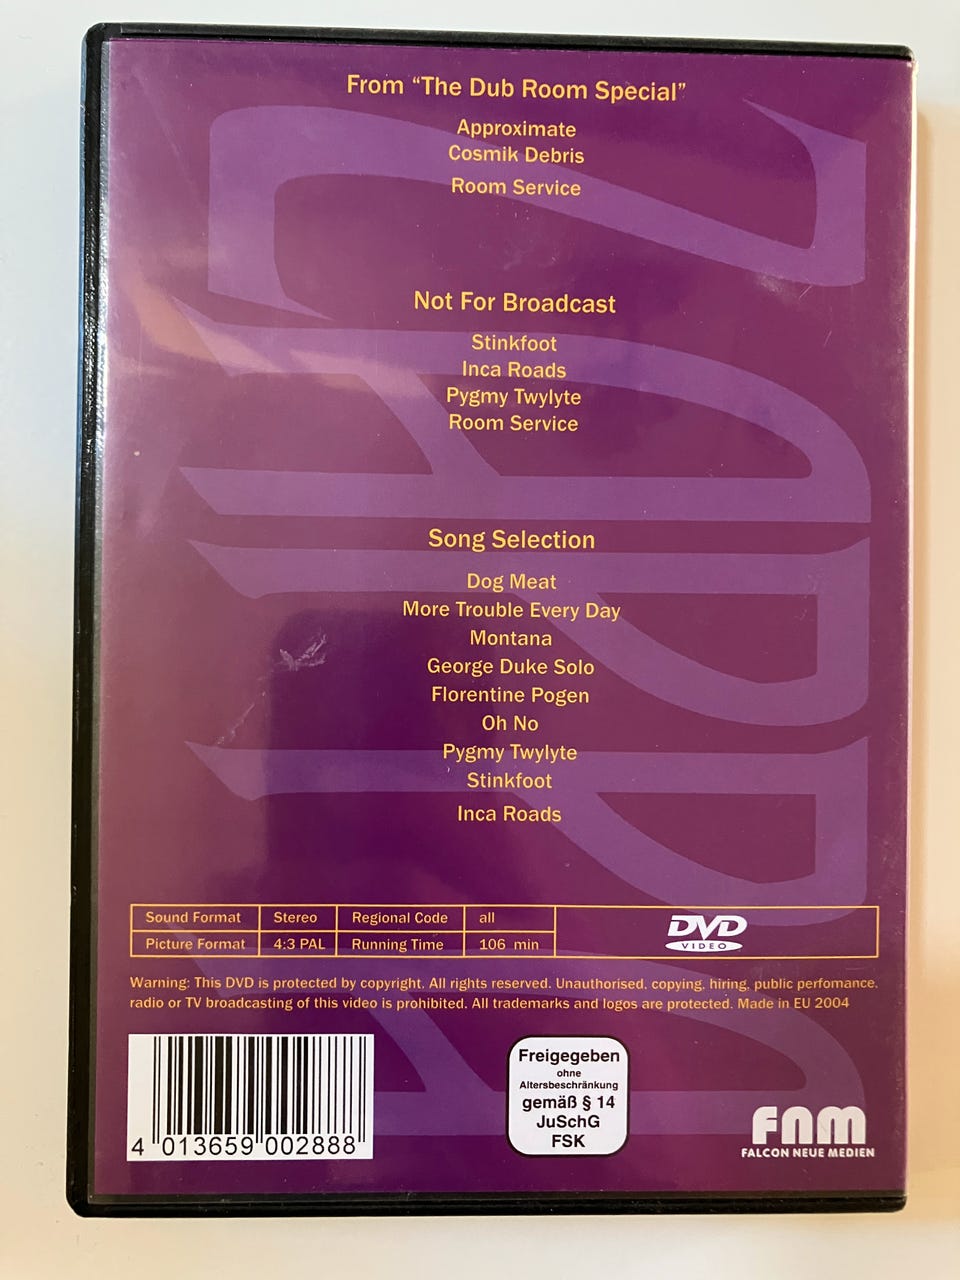 From “The Dub Room Special”
Approximate
Cosmik Debris
Room Service
Not For Broadcast
Stinkfoot
Inca Roads
Pygmy Twylyte
Room Service
Song Selection
Dog Meat
More Trouble Every Day
Montana
George Duke Solo
Florentine Pogen
Oh No
Pygmy Twylyte
Stinkfoot
Inca Roads
Sound Format Stereo Regional Code all
Picture Format 4:3 PAL Running Time 106 min
DVD
VIDEO
Warning: This DVD is protected by copyright. All rights reserved. Unauthorised, copying, hiring, public perfomance,
radio or TV broadcasting of this video is prohibited. All trademarks and logos are protected. Made in EU 2004
4 013659 002888
Freigegeben
ohne
Altersbeschränkung
gemäß § 14
JuSchG
FSK
fnm
FALCON NEUE MEDIEN